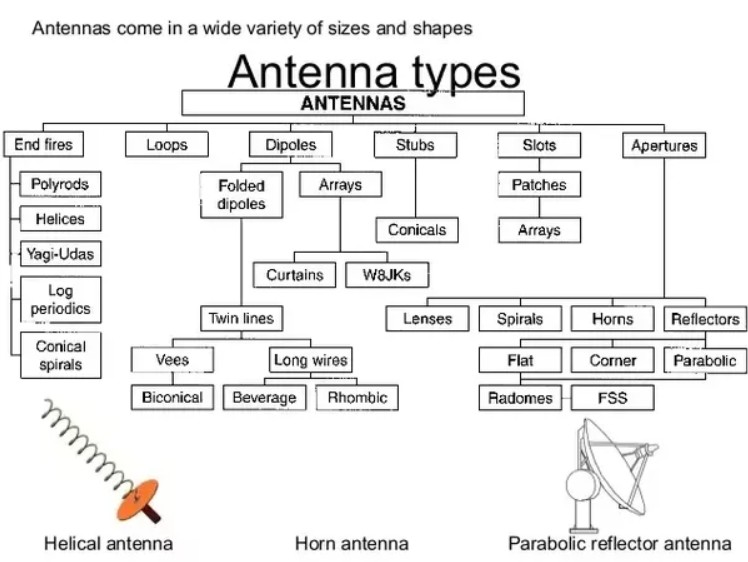 Antennas come in a wide variety of sizes and shapes
Antenna types
ANTENNAS
End fires
Loops
Dipoles
Stubs
Slots
Apertures
Polyrods
Folded
dipoles
Arrays
Patches
Helices
Conicals
Arrays
Yagi-Udas
Curtains
W8JKs
Log
periodics
Twin lines
Lenses
Spirals
Horns
Reflectors
Conical
spirals
Vees
Long wires
Flat
Corner
Parabolic
Biconical
Beverage
Rhombic
Radomes
FSS
Helical antenna
Horn antenna
Parabolic reflector antenna